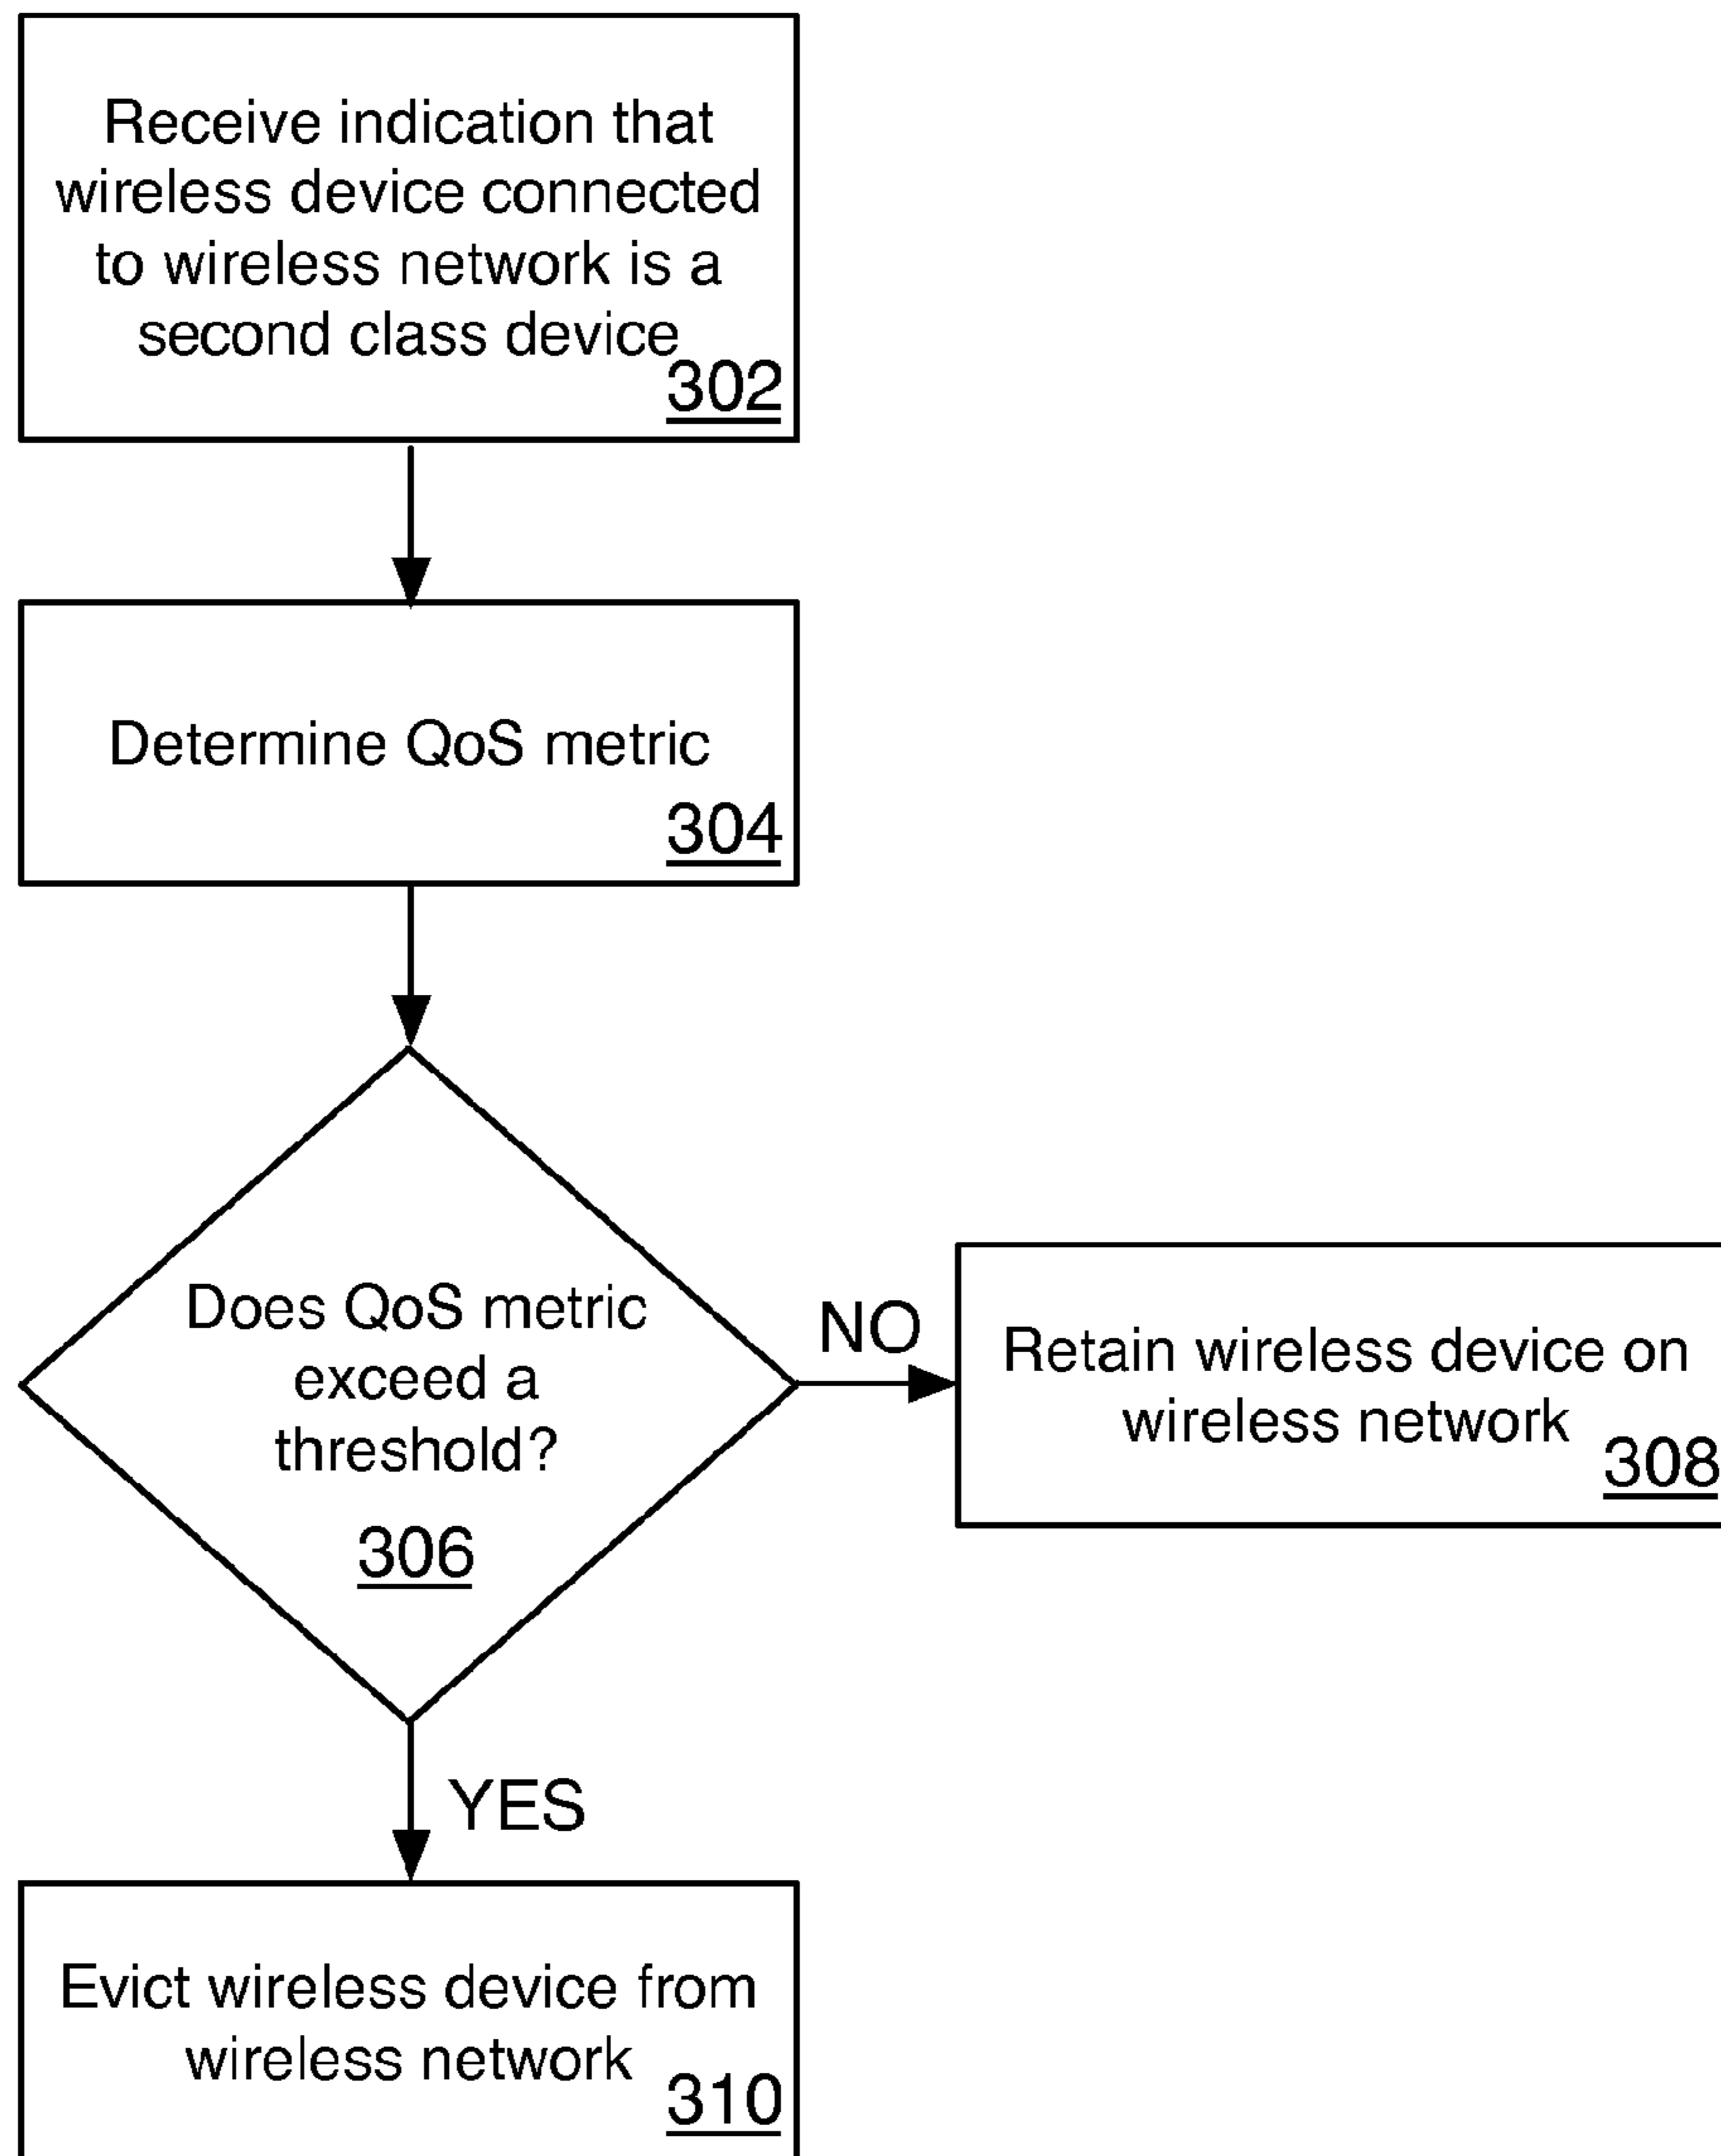 Receive indication that
wireless device connected
to wireless network is a
second class device
302
Determine QoS metric
304
Does QoS metric
exceed a
threshold?
306
NO
Retain wireless device on
wireless network
308
YES
Evict wireless device from
wireless network
310